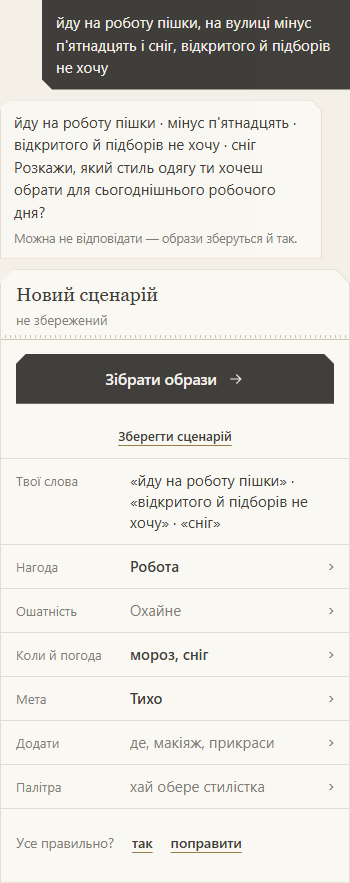 йду на роботу пішки, на вулиці мінус
п'ятнадцять і сніг, відкритого й підборів
не хочу
йду на роботу пішки · мінус п'ятнадцять ·
відкритого й підборів не хочу · сніг
Розкажи, який стиль одягу ти хочеш
обрати для сьогоднішнього робочого
дня?
Можна не відповідати — образи зберуться й так.
Новий сценарій
не збережений
Зібрати образи →
Зберегти сценарій
Твої слова «йду на роботу пішки» ·
«відкритого й підборів не
хочу» · «сніг»
Нагода Робота ›
Ошатність Охайне ›
Коли й погода мороз, сніг ›
Мета Тихо ›
Додати де, макіяж, прикраси ›
Палітра хай обере стилістка ›
Усе правильно? так поправити